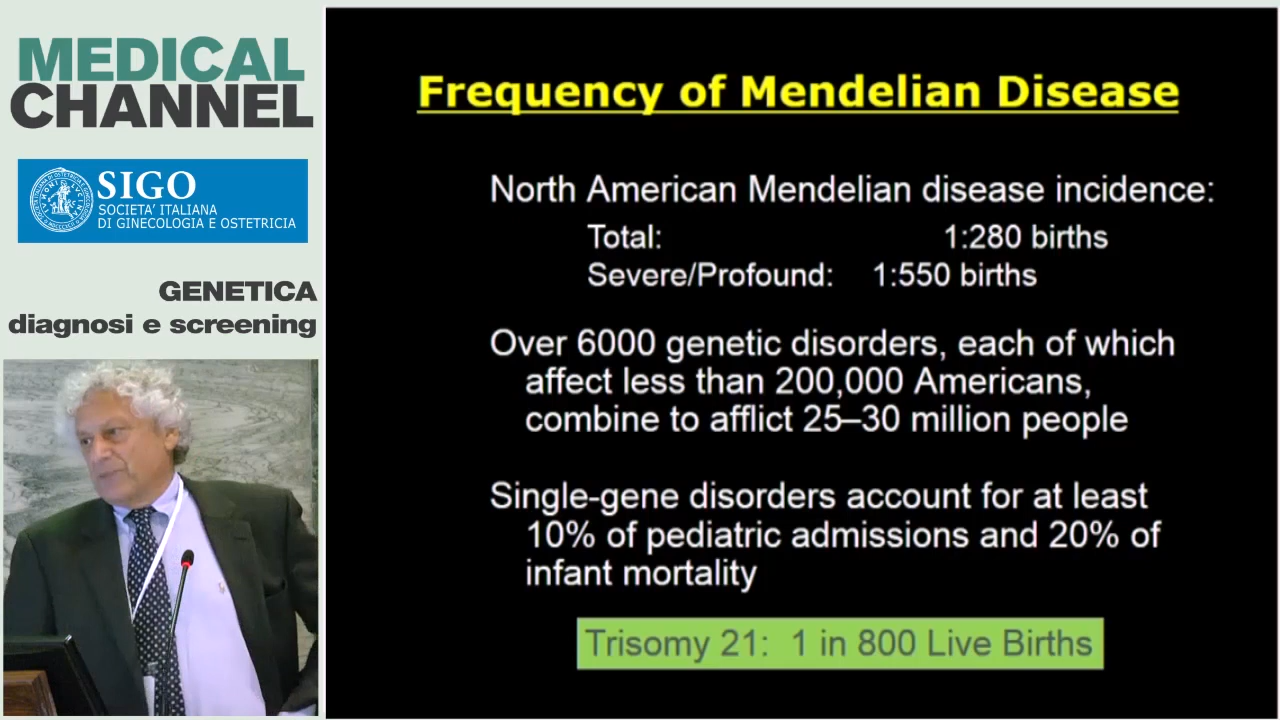 MEDICAL
CHANNEL
SIGO
SOCIETA' ITALIANA
DI GINECOLOGIA E OSTETRICIA
GENETICA
diagnosi e screening
Frequency of Mendelian Disease
North American Mendelian disease incidence:
Total: 1:280 births
Severe/Profound: 1:550 births
Over 6000 genetic disorders, each of which
affect less than 200,000 Americans,
combine to afflict 25–30 million people
Single-gene disorders account for at least
10% of pediatric admissions and 20% of
infant mortality
Trisomy 21: 1 in 800 Live Births